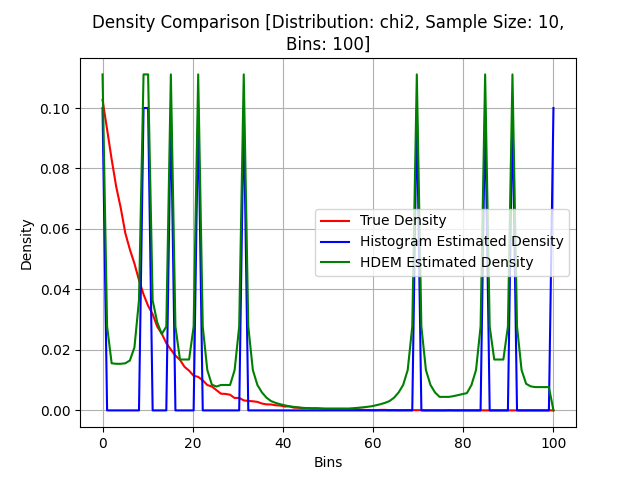 Density Comparison [Distribution: chi2, Sample Size: 10,
Bins: 100]
Density
0.10
0.08
0.06
0.04
0.02
0.00
True Density
Histogram Estimated Density
HDEM Estimated Density
0 20 40 60 80 100
Bins